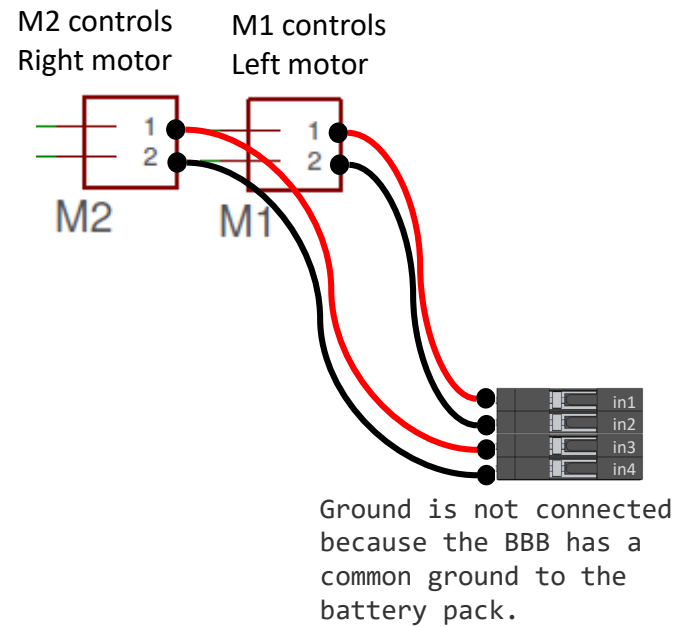 M2 controls
Right motor
M1 controls
Left motor
1
2
M2
1
2
M1
in1
in2
in3
in4
Ground is not connected
because the BBB has a
common ground to the
battery pack.